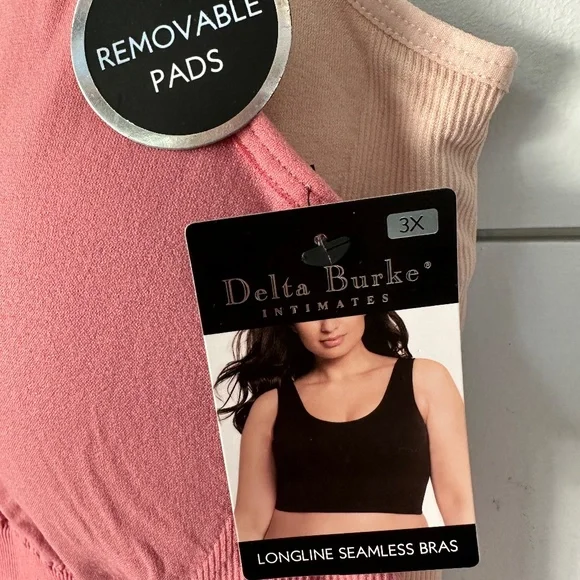 REMOVABLE
PADS
3X
Delta Burke®
INTIMATES
LONGLINE SEAMLESS BRAS